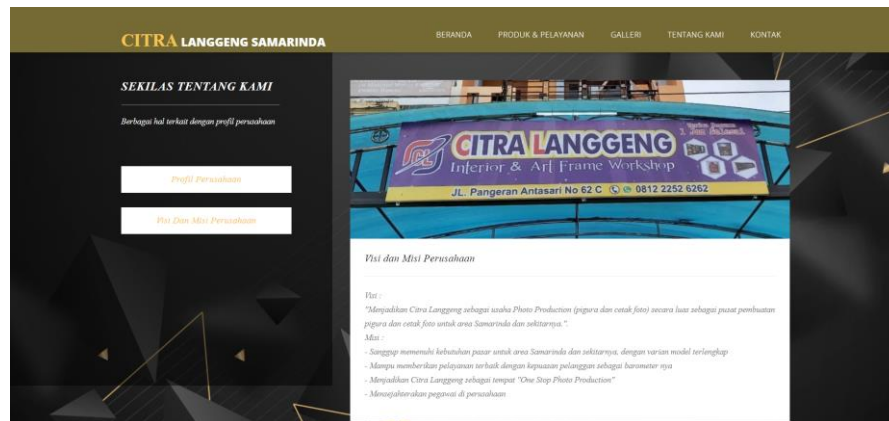 CITRA LANGGENG SAMARINDA
BERANDA PRODUK & PELAYANAN GALLERI TENTANG KAMI KONTAK
SEKILAS TENTANG KAMI
Berbagai hal terkait dengan profil perusahaan
Profil Perusahaan
Visi Dan Misi Perusahaan
CITRA LANGGENG
Interior & Art Frame Workshop
1 Jam Selesai
JL. Pangeran Antasari No 62 C 0812 2252 6262
Visi dan Misi Perusahaan
Visi :
"Menjadikan Citra Langgeng sebagai usaha Photo Production (pigura dan cetak foto) secara luas sebagai pusat pembuatan
pigura dan cetak foto untuk area Samarinda dan sekitarnya.".
Misi :
- Sanggup memenuhi kebutuhan pasar untuk area Samarinda dan sekitarnya, dengan varian model terlengkap
- Mampu memberikan pelayanan terbaik dengan kepuasan pelanggan sebagai barometer nya
- Menjadikan Citra Langgeng sebagai tempat "One Stop Photo Production"
- Mensejahterakan pegawai di perusahaan